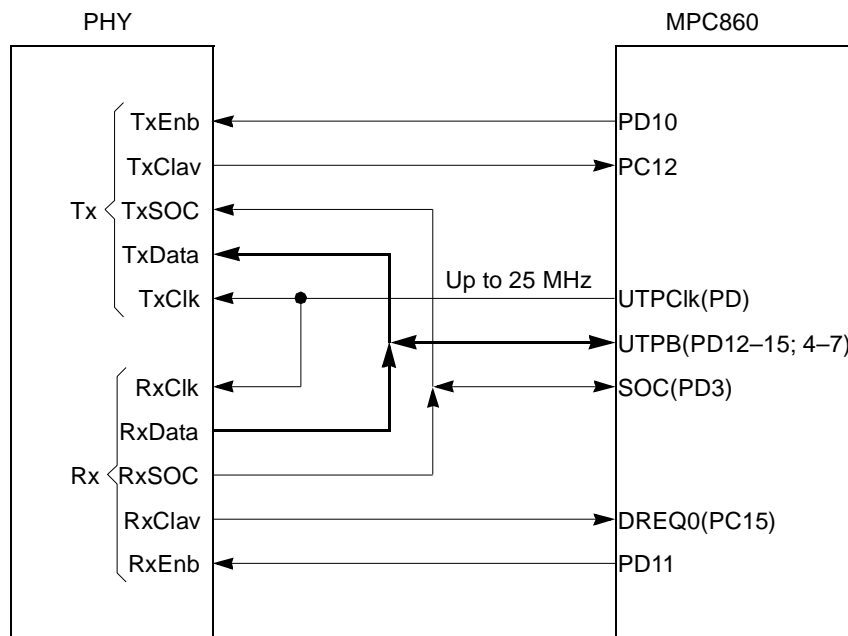 PHY MPC860
TxEnb PD10
TxClav PC12
Tx TxSOC
TxData
Up to 25 MHz
TxClk UTPClk(PD)
UTPB(PD12–15; 4–7)
RxClk SOC(PD3)
RxData
Rx RxSOC
RxClav DREQ0(PC15)
RxEnb PD11